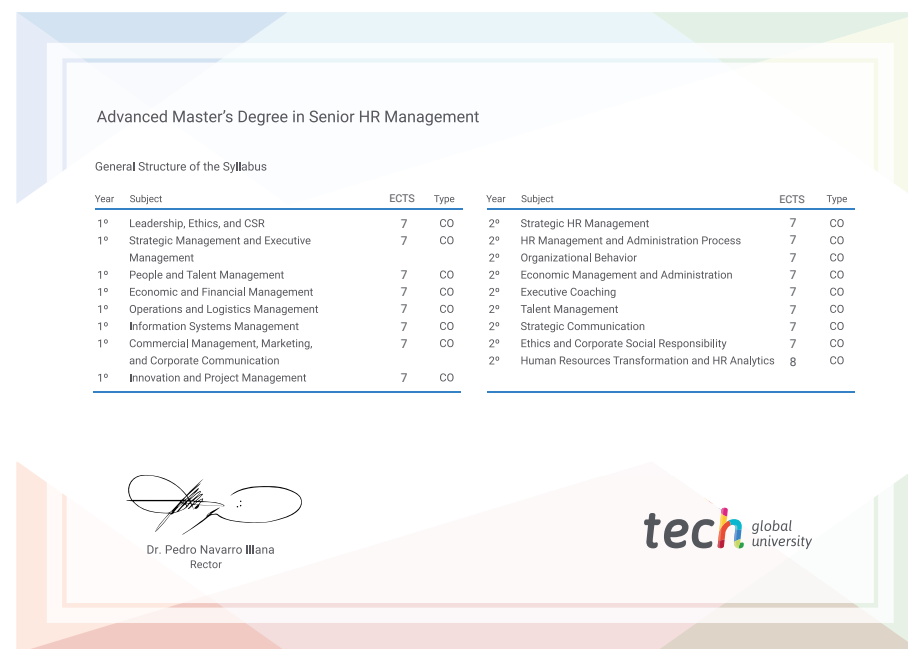 Advanced Master's Degree in Senior HR Management
General Structure of the Syllabus
Year Subject ECTS Type
1º Leadership, Ethics, and CSR 7 CO
1º Strategic Management and Executive 7 CO
Management
1º People and Talent Management 7 CO
1º Economic and Financial Management 7 CO
1º Operations and Logistics Management 7 CO
1º Information Systems Management 7 CO
1º Commercial Management, Marketing, 7 CO
and Corporate Communication
1º Innovation and Project Management 7 CO
Year Subject ECTS Type
2º Strategic HR Management 7 CO
2º HR Management and Administration Process 7 CO
2º Organizational Behavior 7 CO
2º Economic Management and Administration 7 CO
2º Executive Coaching 7 CO
2º Talent Management 7 CO
2º Strategic Communication 7 CO
2º Ethics and Corporate Social Responsibility 7 CO
2º Human Resources Transformation and HR Analytics 8 CO
Dr. Pedro Navarro Illana
Rector
tech global
university